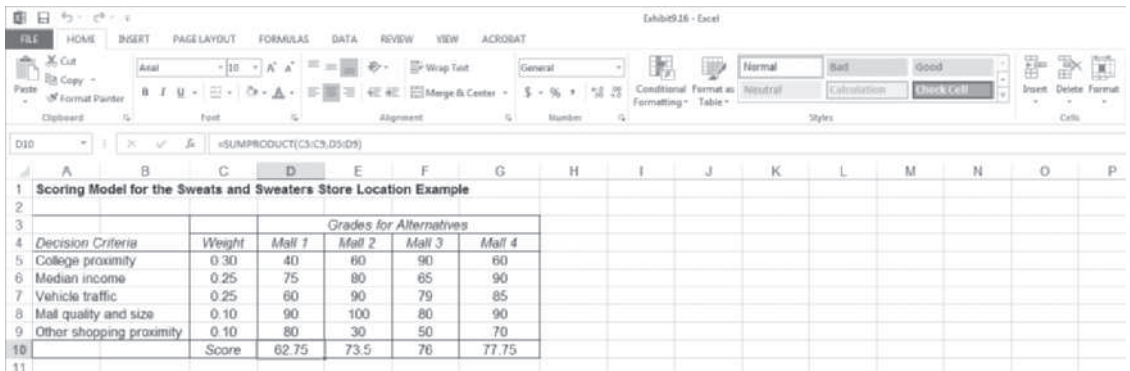 Exhibit9.16 - Excel
FILE HOME INSERT PAGE LAYOUT FORMULAS DATA REVIEW VIEW ACROBAT
Cut
Copy
Format Painter
Paste
Clipboard
Arial 10
B I U
Font
Wrap Text
Merge & Center
Alignment
General
$ % ,
Number
Conditional Formatting
Format as Table
Normal Bad Good
Neutral Calculation Check Cell
Styles
Insert Delete Format
Cells
D10 =SUMPRODUCT(C5:C9,D5:D9)
A B C D E F G H I J K L M N O P
1 Scoring Model for the Sweats and Sweaters Store Location Example
2
3 Grades for Alternatives
4 Decision Criteria Weight Mall 1 Mall 2 Mall 3 Mall 4
5 College proximity 0.30 40 60 90 60
6 Median income 0.25 75 80 65 90
7 Vehicle traffic 0.25 60 90 79 85
8 Mall quality and size 0.10 90 100 80 90
9 Other shopping proximity 0.10 80 30 50 70
10 Score 62.75 73.5 76 77.75
11